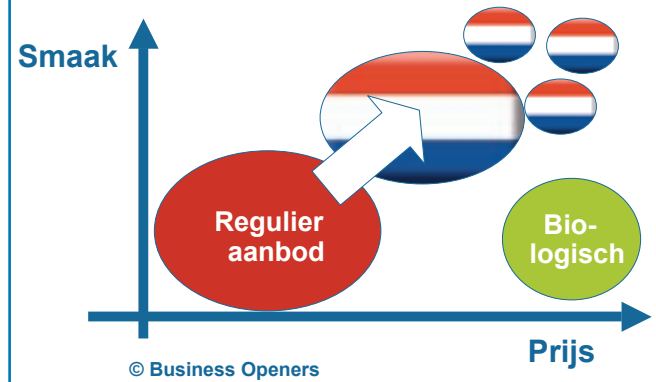 Smaak
Regulier
aanbod
Bio-
logisch
Prijs
© Business Openers